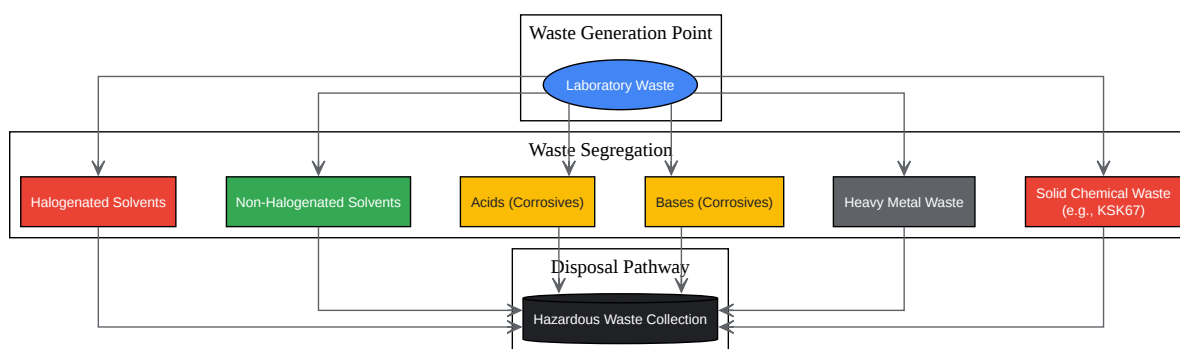 Waste Generation Point
Laboratory Waste
Waste Segregation
Halogenated Solvents
Non-Halogenated Solvents
Acids (Corrosives)
Bases (Corrosives)
Heavy Metal Waste
Solid Chemical Waste
(e.g., KSK67)
Disposal Pathway
Hazardous Waste Collection